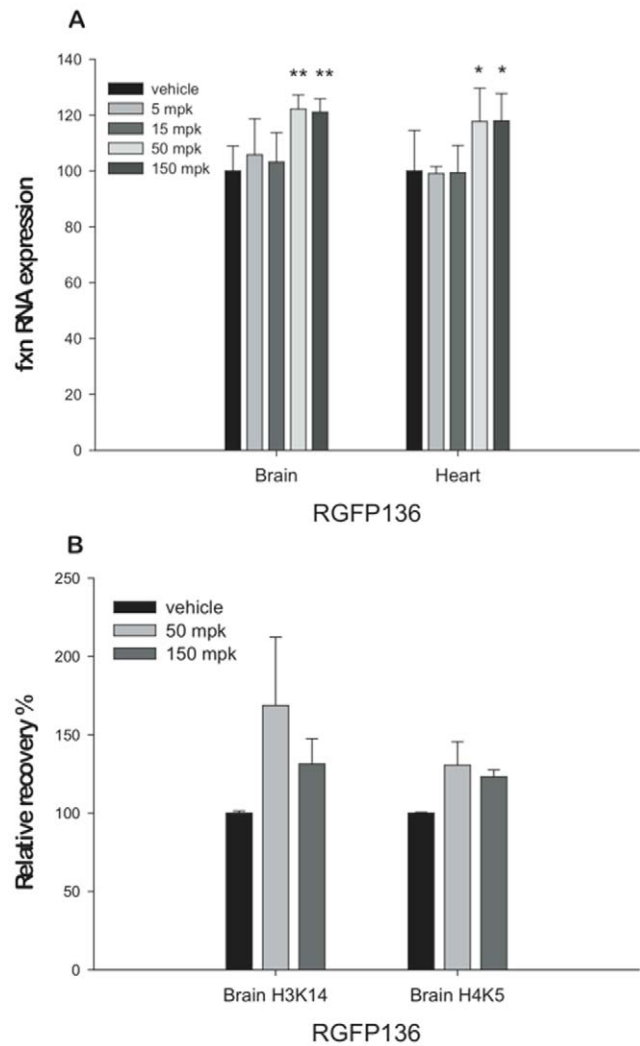 A
140
120
100
80
60
40
20
0
fxn RNA expression
vehicle
5 mpk
15 mpk
50 mpk
150 mpk
** **
* *
Brain Heart
RGFP136
B
250
200
150
100
50
0
Relative recovery %
vehicle
50 mpk
150 mpk
Brain H3K14 Brain H4K5
RGFP136